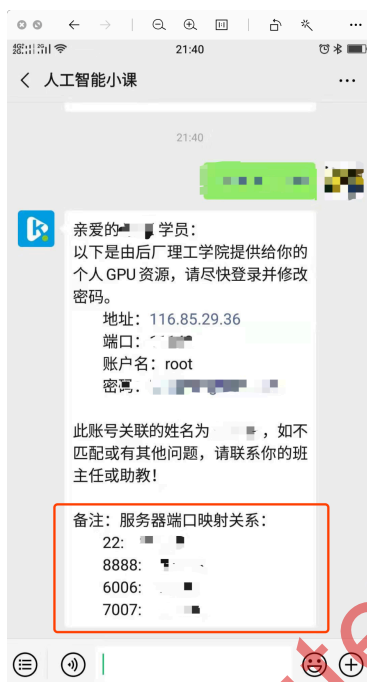 21:40
人工智能小课
21:40
亲爱的 学员：
以下是由后厂理工学院提供给你的
个人 GPU 资源，请尽快登录并修改
密码。
地址：116.85.29.36
端口：
账户名：root
密码：
此账号关联的姓名为 ，如不
匹配或有其他问题，请联系你的班
主任或助教！
备注：服务器端口映射关系：
22:
8888:
6006:
7007: